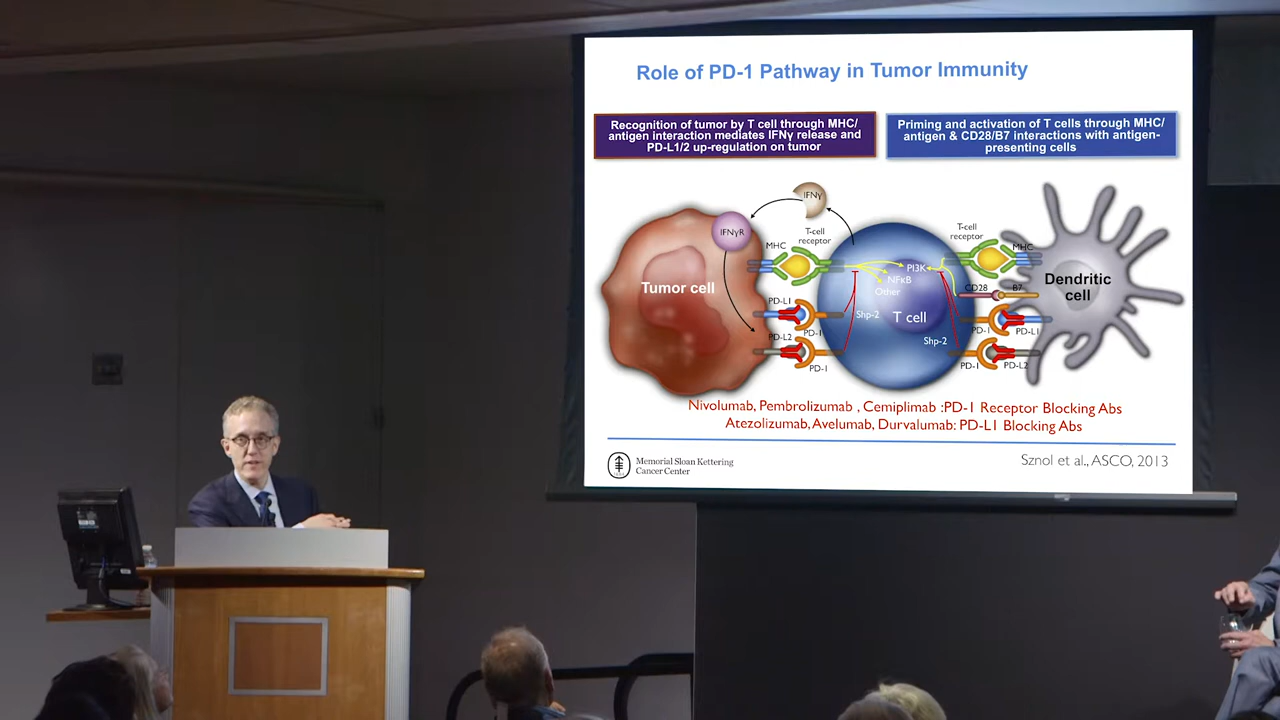 Role of PD-1 Pathway in Tumor Immunity
Recognition of tumor by T cell through MHC/
antigen interaction mediates IFNγ release and
PD-L1/2 up-regulation on tumor
Priming and activation of T cells through MHC/
antigen & CD28/B7 interactions with antigen-
presenting cells
IFNγ
IFNγR
MHC
T-cell
receptor
T-cell
receptor
MHC
PI3K
NFκB
Other
Tumor cell
Dendritic
cell
CD28
B7
PD-L1
PD-1
Shp-2
T cell
PD-1
PD-L1
PD-L2
PD-1
Shp-2
PD-1
PD-L2
Nivolumab, Pembrolizumab , Cemiplimab :PD-1 Receptor Blocking Abs
Atezolizumab, Avelumab, Durvalumab: PD-L1 Blocking Abs
Memorial Sloan Kettering
Cancer Center
Sznol et al., ASCO, 2013